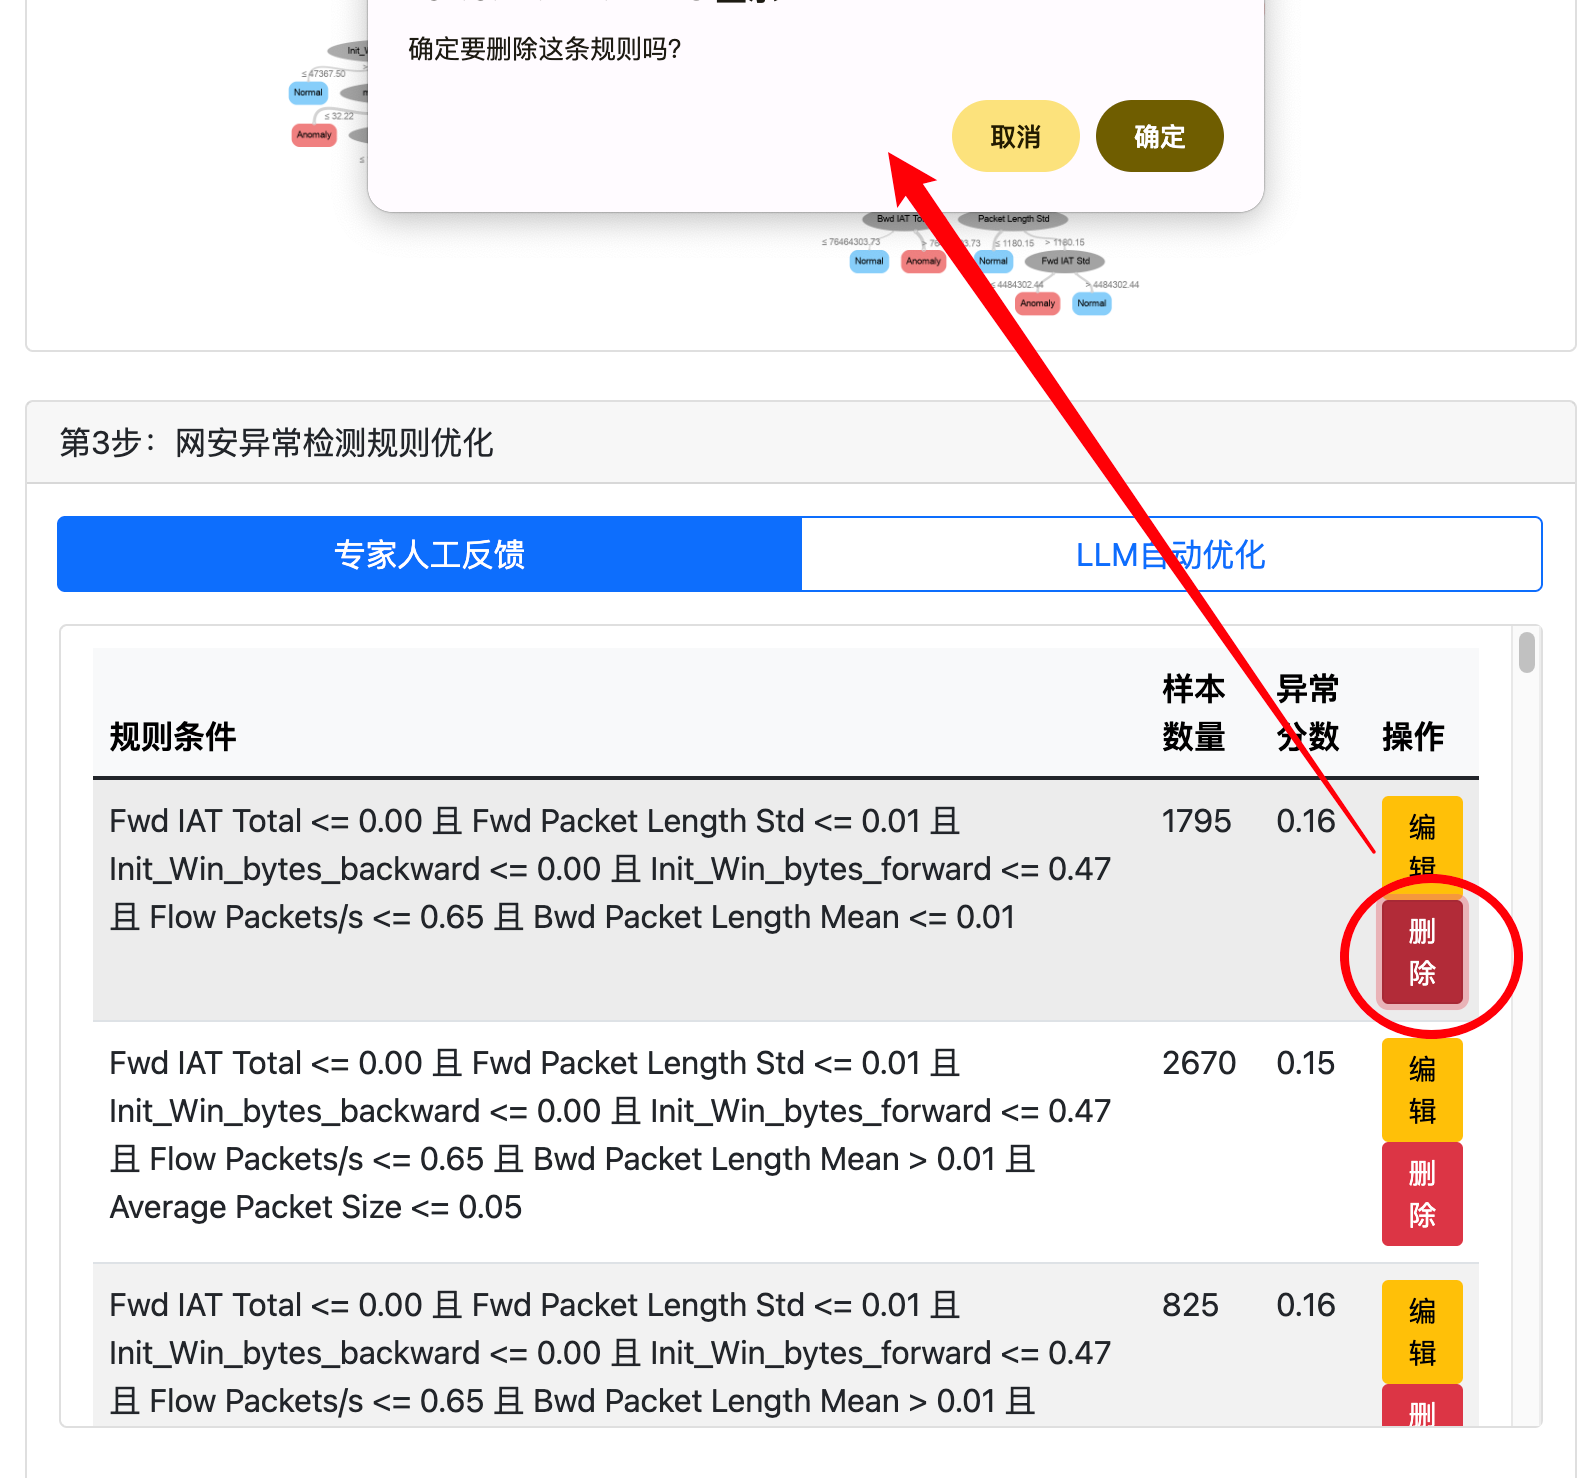 确定要删除这条规则吗?
取消
确定
≤ 47367.50
Normal
≤ 32.22
Anomaly
Packet Length Std
≤ 76464303.73
≤ 1180.15
> 1180.15
Normal
Anomaly
Normal
Fwd IAT Std
≤ 4484302.44
> 4484302.44
Anomaly
Normal
第3步：网安异常检测规则优化
专家人工反馈
LLM自动优化
规则条件
样本
数量
异常
分数
操作
Fwd IAT Total <= 0.00 且 Fwd Packet Length Std <= 0.01 且
Init_Win_bytes_backward <= 0.00 且 Init_Win_bytes_forward <= 0.47
且 Flow Packets/s <= 0.65 且 Bwd Packet Length Mean <= 0.01
1795
0.16
编
辑
删
除
Fwd IAT Total <= 0.00 且 Fwd Packet Length Std <= 0.01 且
Init_Win_bytes_backward <= 0.00 且 Init_Win_bytes_forward <= 0.47
且 Flow Packets/s <= 0.65 且 Bwd Packet Length Mean > 0.01 且
Average Packet Size <= 0.05
2670
0.15
编
辑
删
除
Fwd IAT Total <= 0.00 且 Fwd Packet Length Std <= 0.01 且
Init_Win_bytes_backward <= 0.00 且 Init_Win_bytes_forward <= 0.47
且 Flow Packets/s <= 0.65 且 Bwd Packet Length Mean > 0.01 且
825
0.16
编
辑
删